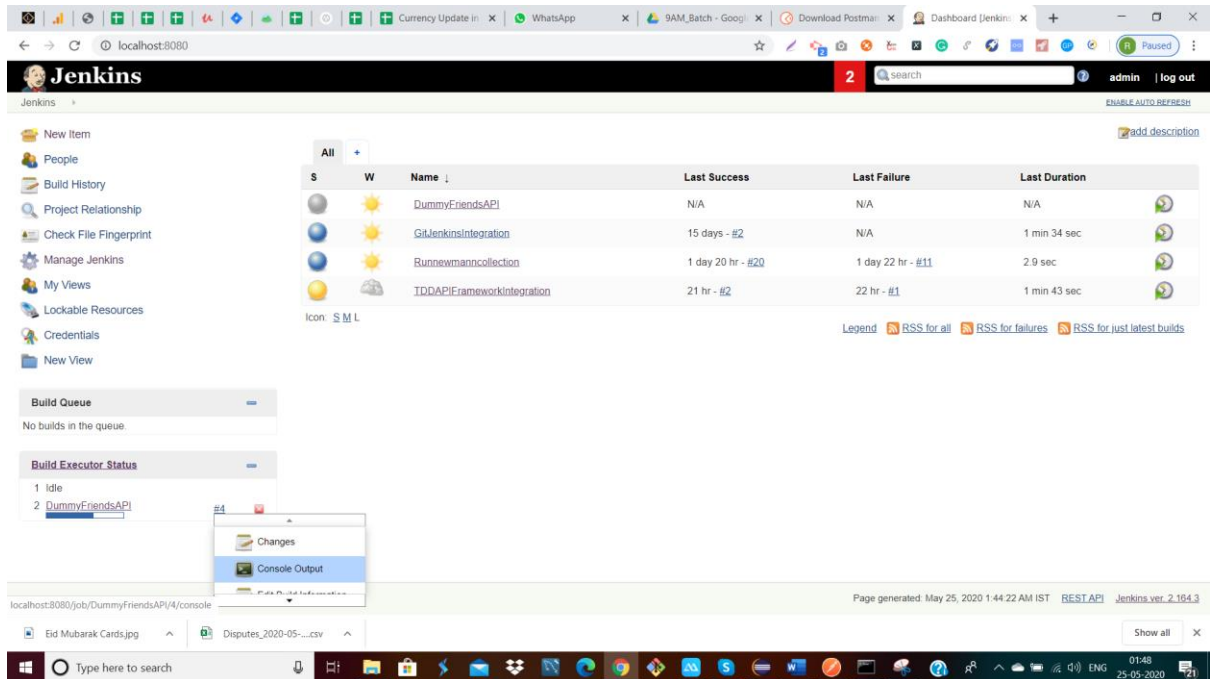 Currency Update in
WhatsApp
9AM_Batch - Googl
Download Postman
Dashboard [Jenkins
localhost:8080
R Paused
Jenkins
2
search
admin
| log out
Jenkins
ENABLE AUTO REFRESH
New Item
People
Build History
Project Relationship
Check File Fingerprint
Manage Jenkins
My Views
Lockable Resources
Credentials
New View
add description
All +
S W Name ↓ Last Success Last Failure Last Duration
DummyFriendsAPI N/A N/A N/A
GitJenkinsIntegration 15 days - #2 N/A 1 min 34 sec
Runnewmanncollection 1 day 20 hr - #20 1 day 22 hr - #11 2.9 sec
TDDAPIFrameworkIntegration 21 hr - #2 22 hr - #1 1 min 43 sec
Icon: S M L
Legend RSS for all RSS for failures RSS for just latest builds
Build Queue
No builds in the queue.
Build Executor Status
1 Idle
2 DummyFriendsAPI #4
Changes
Console Output
Edit Build Information
localhost:8080/job/DummyFriendsAPI/4/console
Page generated: May 25, 2020 1:44:22 AM IST REST API Jenkins ver. 2.164.3
Eid Mubarak Cards.jpg
Disputes_2020-05-....csv
Show all
Type here to search
ENG
01:48
25-05-2020
21